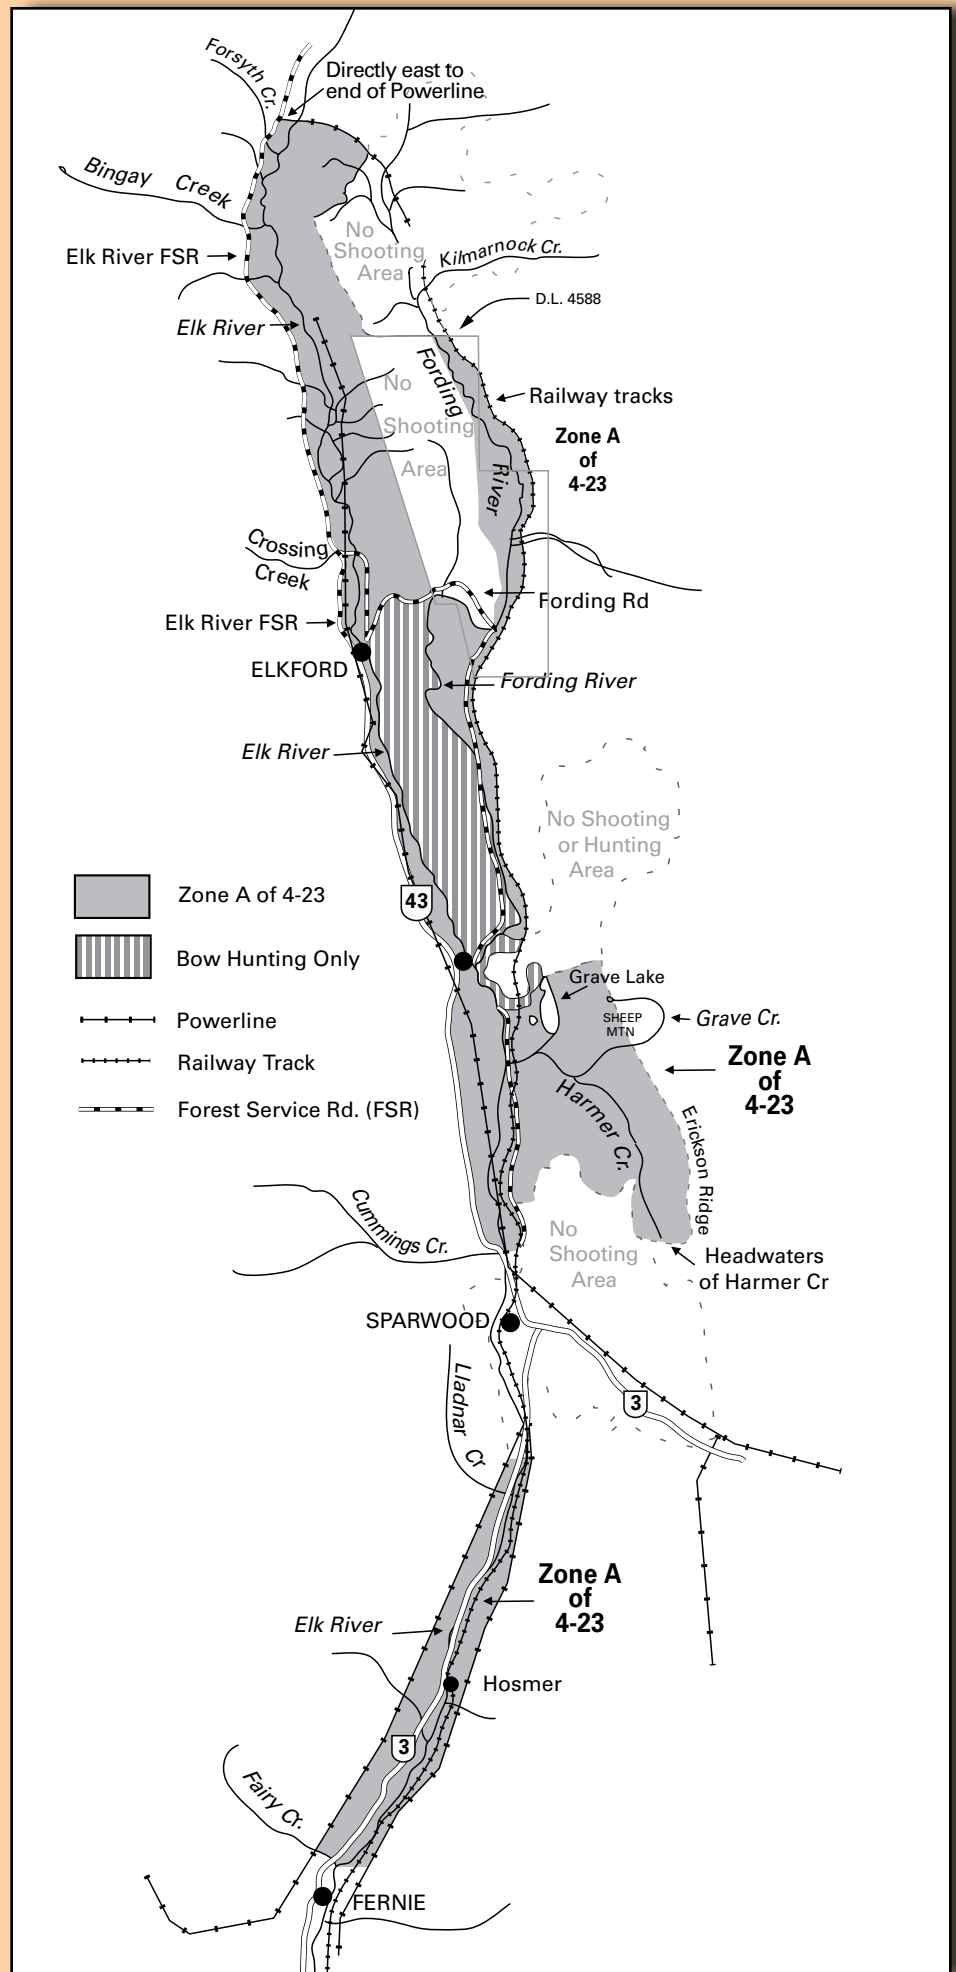 Forsyth Cr.
Directly east to
end of Powerline
Bingay Creek
No
Shooting
Area
Elk River FSR
Kilmarnock Cr.
D.L. 4588
Elk River
Fording
River
No
Shooting
Area
Railway tracks
Zone A
of
4-23
Crossing
Creek
Fording Rd
Elk River FSR
ELKFORD
Fording River
Elk River
No Shooting
or Hunting
Area
Zone A of 4-23
43
Bow Hunting Only
Grave Lake
SHEEP
MTN
Grave Cr.
Powerline
Zone A
of
4-23
Railway Track
Forest Service Rd. (FSR)
Harmer Cr.
Erickson Ridge
Cummings Cr.
No
Shooting
Area
Headwaters
of Harmer Cr
SPARWOOD
Lladnar Cr
3
Zone A
of
4-23
Elk River
Hosmer
3
Fairy Cr.
FERNIE